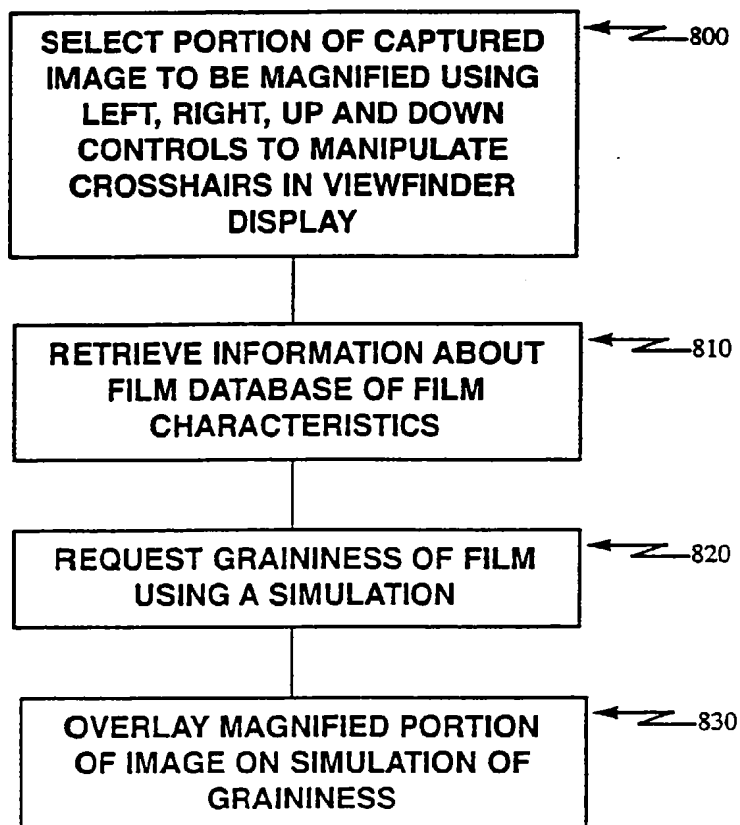 SELECT PORTION OF CAPTURED
IMAGE TO BE MAGNIFIED USING
LEFT, RIGHT, UP AND DOWN
CONTROLS TO MANIPULATE
CROSSHAIRS IN VIEWFINDER
DISPLAY
800
RETRIEVE INFORMATION ABOUT
FILM DATABASE OF FILM
CHARACTERISTICS
810
REQUEST GRAININESS OF FILM
USING A SIMULATION
820
OVERLAY MAGNIFIED PORTION
OF IMAGE ON SIMULATION OF
GRAININESS
830